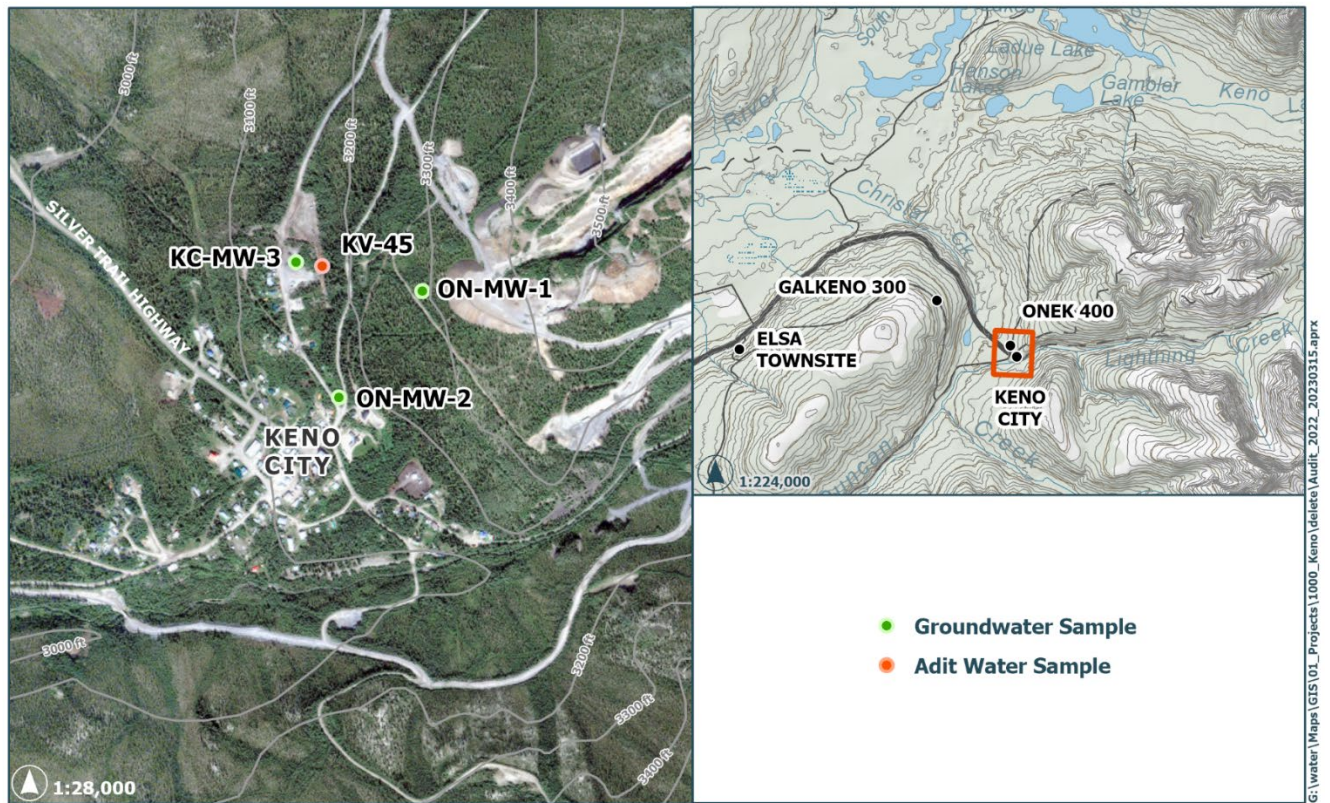 3000 ft
3100 ft
3200 ft
3300 ft
3400 ft
3500 ft
SILVER TRAIL HIGHWAY
KC-MW-3
KV-45
ON-MW-1
ON-MW-2
KENO
CITY
3000 ft
3200 ft
3300 ft
3400 ft
1:28,000
South
Ladue Lake
Hanson
Lakes
Gambler
Lake
Keno
River
Christal
Ck
GALKENO 300
ONEK 400
ELSA
TOWNSITE
Lightning
Creek
KENO
CITY
Duncan
Creek
1:224,000
Groundwater Sample
Adit Water Sample
G:\water\Maps\GIS\01_Projects\1000_Keno\delete\Audit_2022_20230315.aprx